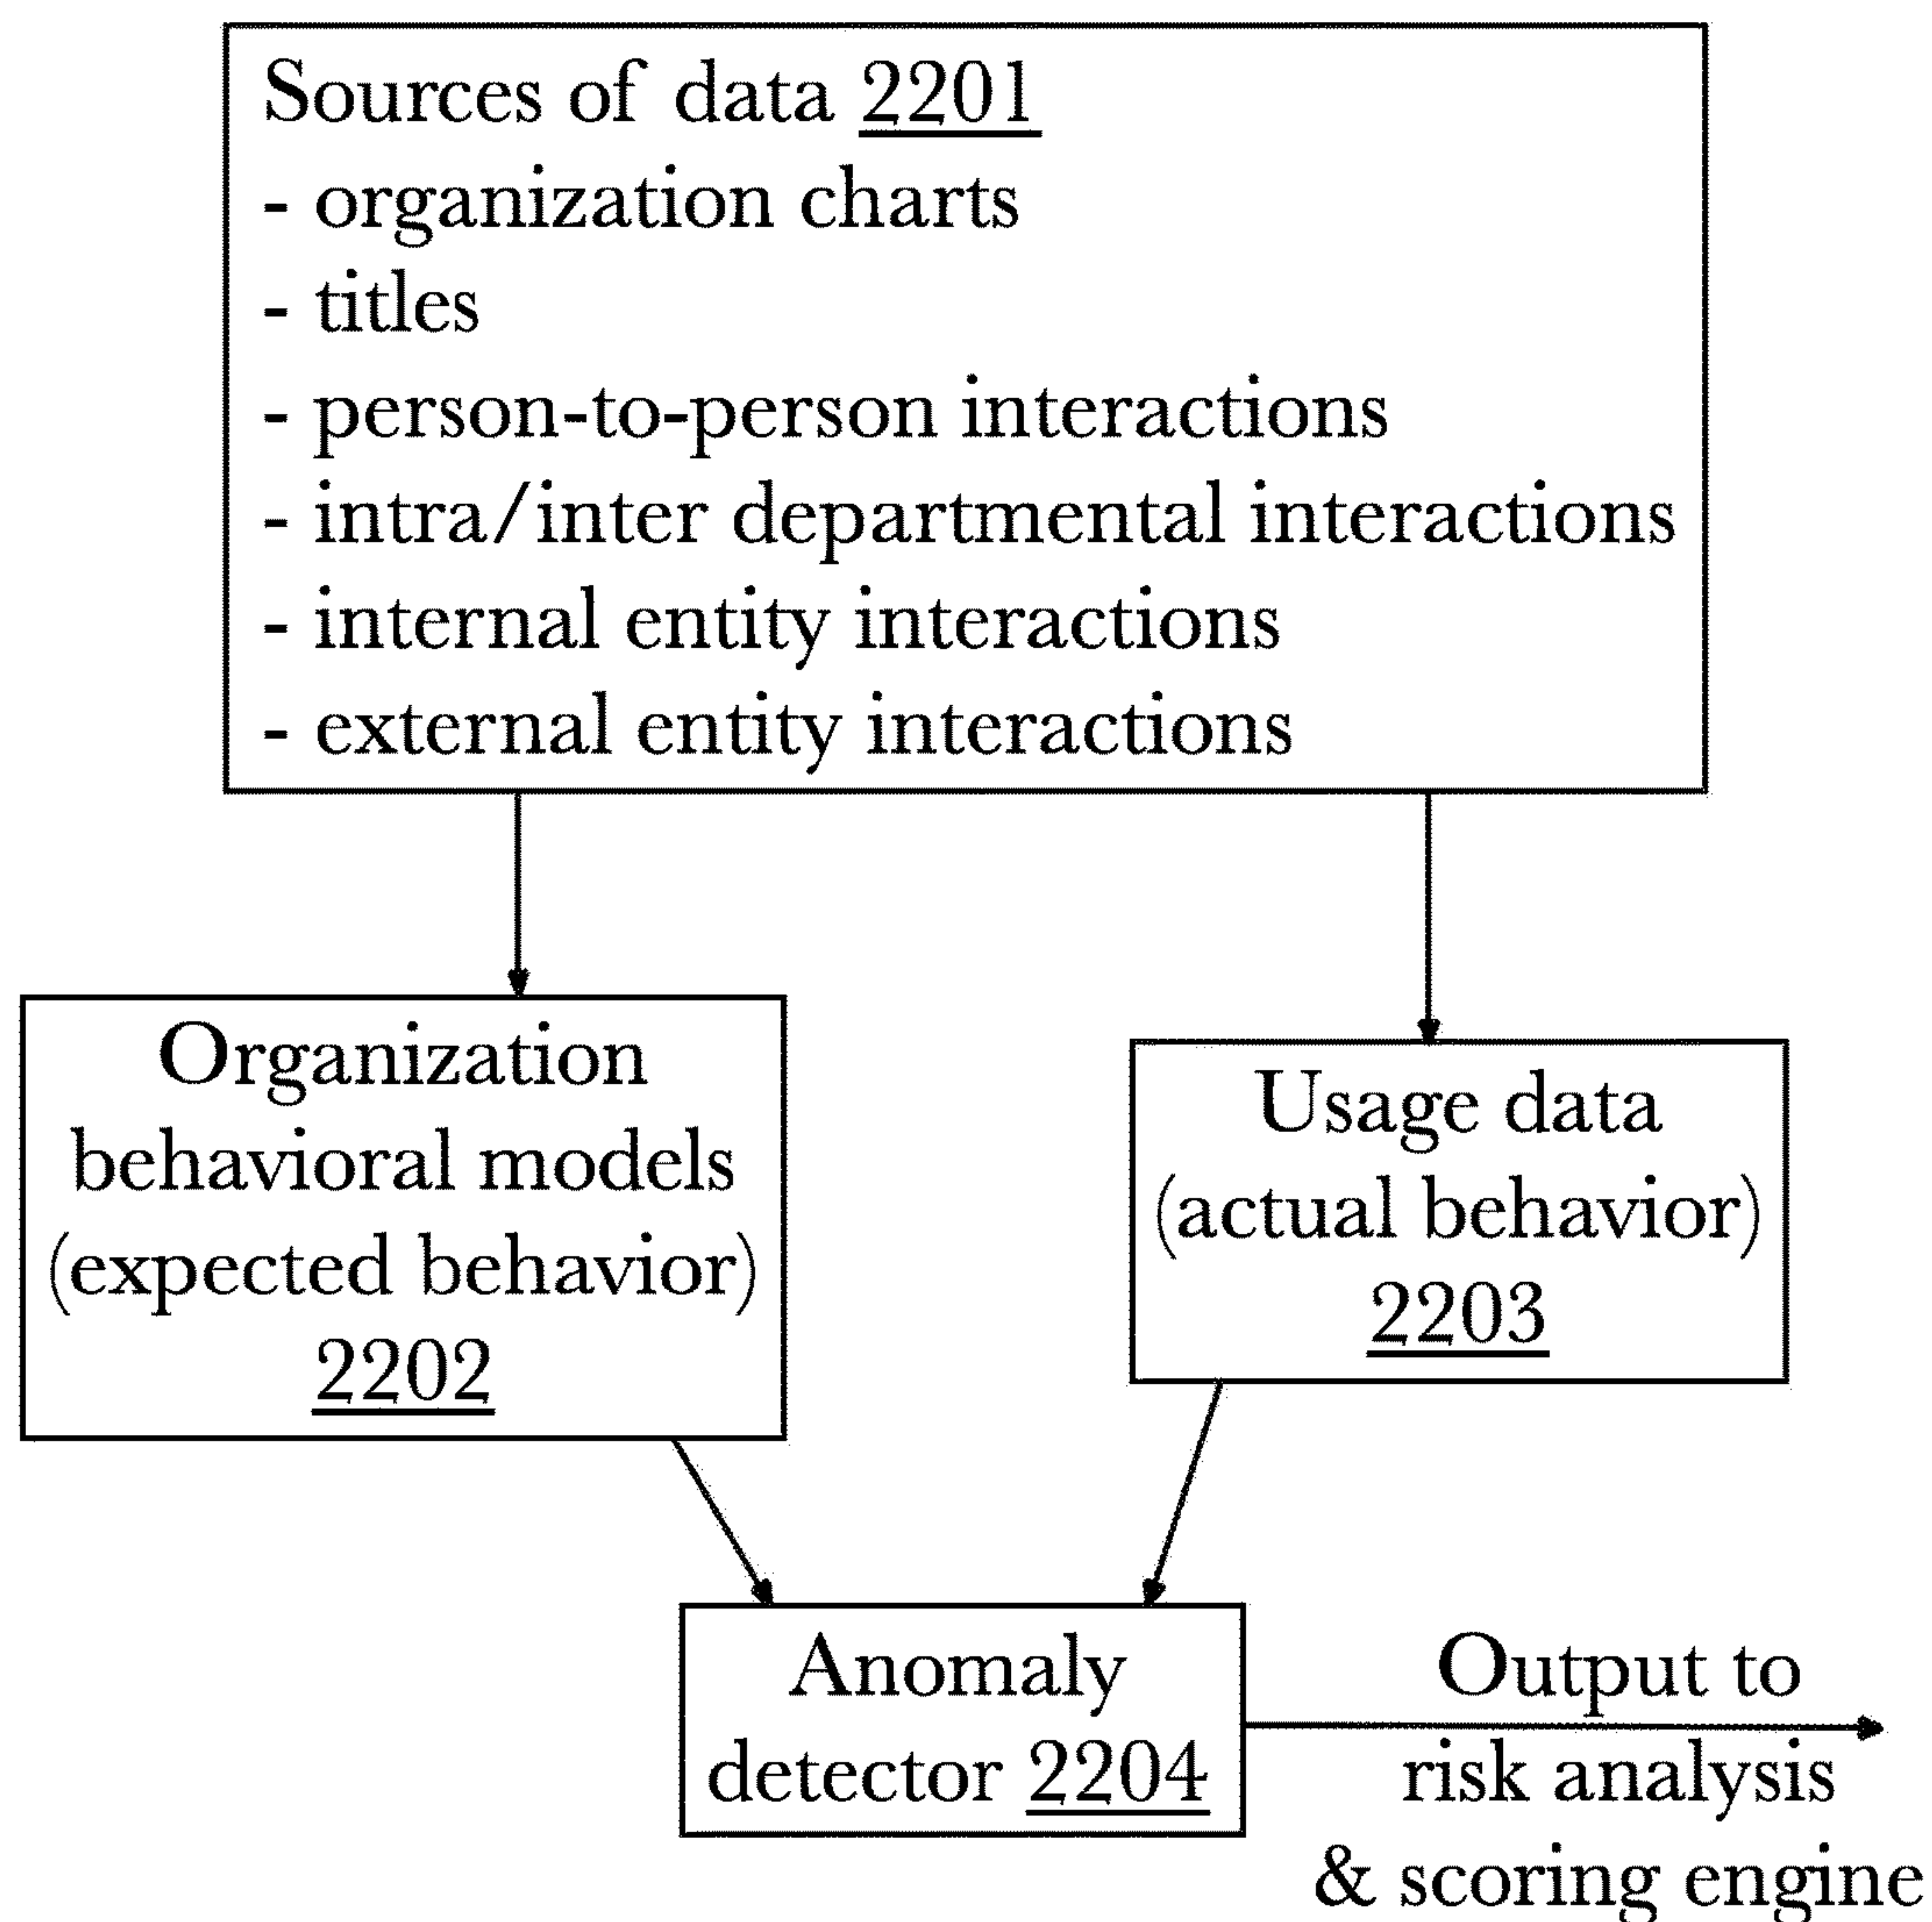 Sources of data 2201
- organization charts
- titles
- person-to-person interactions
- intra/inter departmental interactions
- internal entity interactions
- external entity interactions
Organization
behavioral models
(expected behavior)
2202
Usage data
(actual behavior)
2203
Anomaly
detector 2204
Output to
risk analysis
& scoring engine